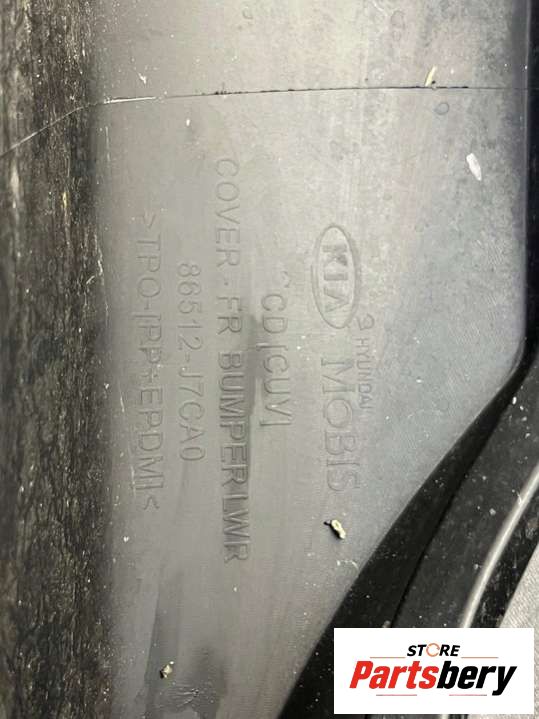 KIA HYUNDAI MOBIS
CD [CUV]
COVER - FR BUMPER LWR
86512-J7CA0
>TPO-[PP+EPDM]<
STORE
Partsbery